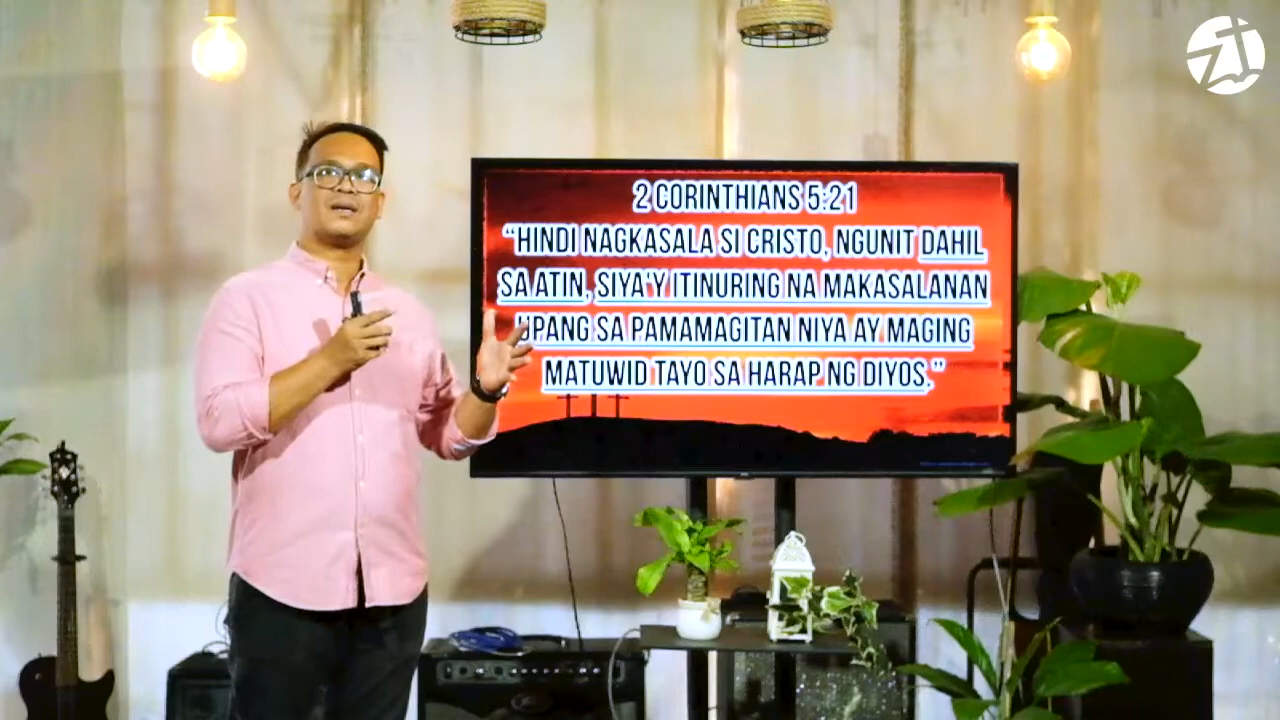 2 CORINTHIANS 5:21
“HINDI NAGKASALA SI CRISTO, NGUNIT DAHIL
SA ATIN, SIYA'Y ITINURING NA MAKASALANAN
UPANG SA PAMAMAGITAN NIYA AY MAGING
MATUWID TAYO SA HARAP NG DIYOS.”